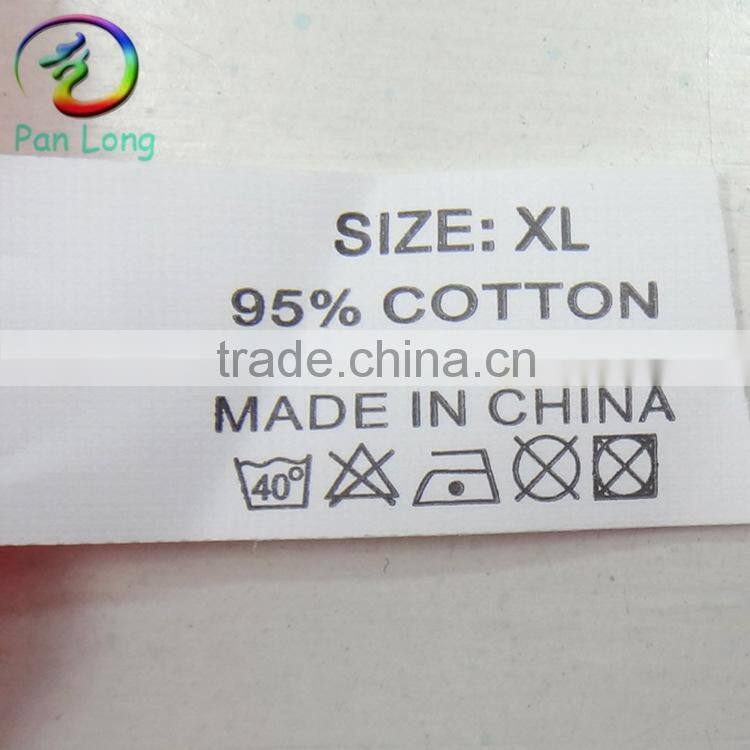 Pan Long
SIZE: XL
95% COTTON
trade.china.cn
MADE IN CHINA
40°